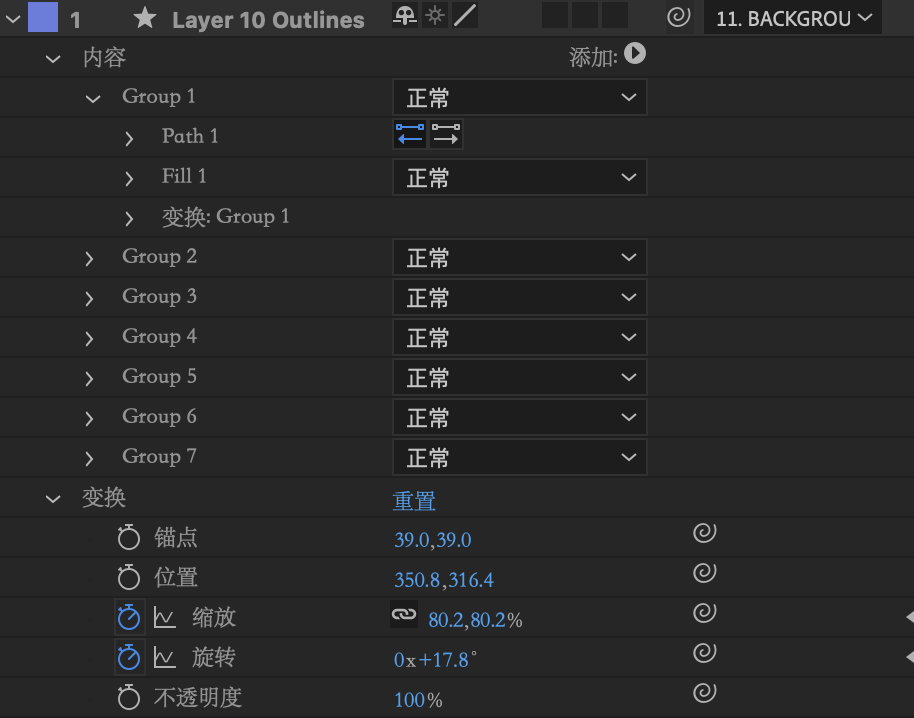 1 Layer 10 Outlines 11. BACKGROU
内容 添加:
Group 1 正常
Path 1
Fill 1 正常
变换: Group 1
Group 2 正常
Group 3 正常
Group 4 正常
Group 5 正常
Group 6 正常
Group 7 正常
变换 重置
锚点 39.0,39.0
位置 350.8,316.4
缩放 80.2,80.2%
旋转 0x+17.8°
不透明度 100%